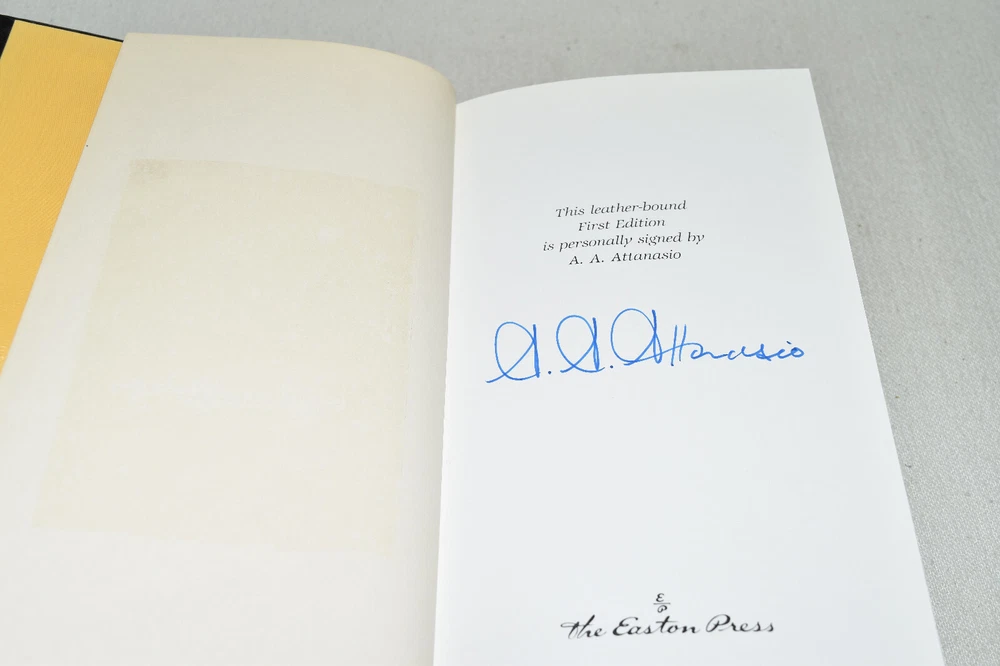 This leather-bound
First Edition
is personally signed by
A. A. Attanasio
A. A. Attanasio
E
P
The Easton Press